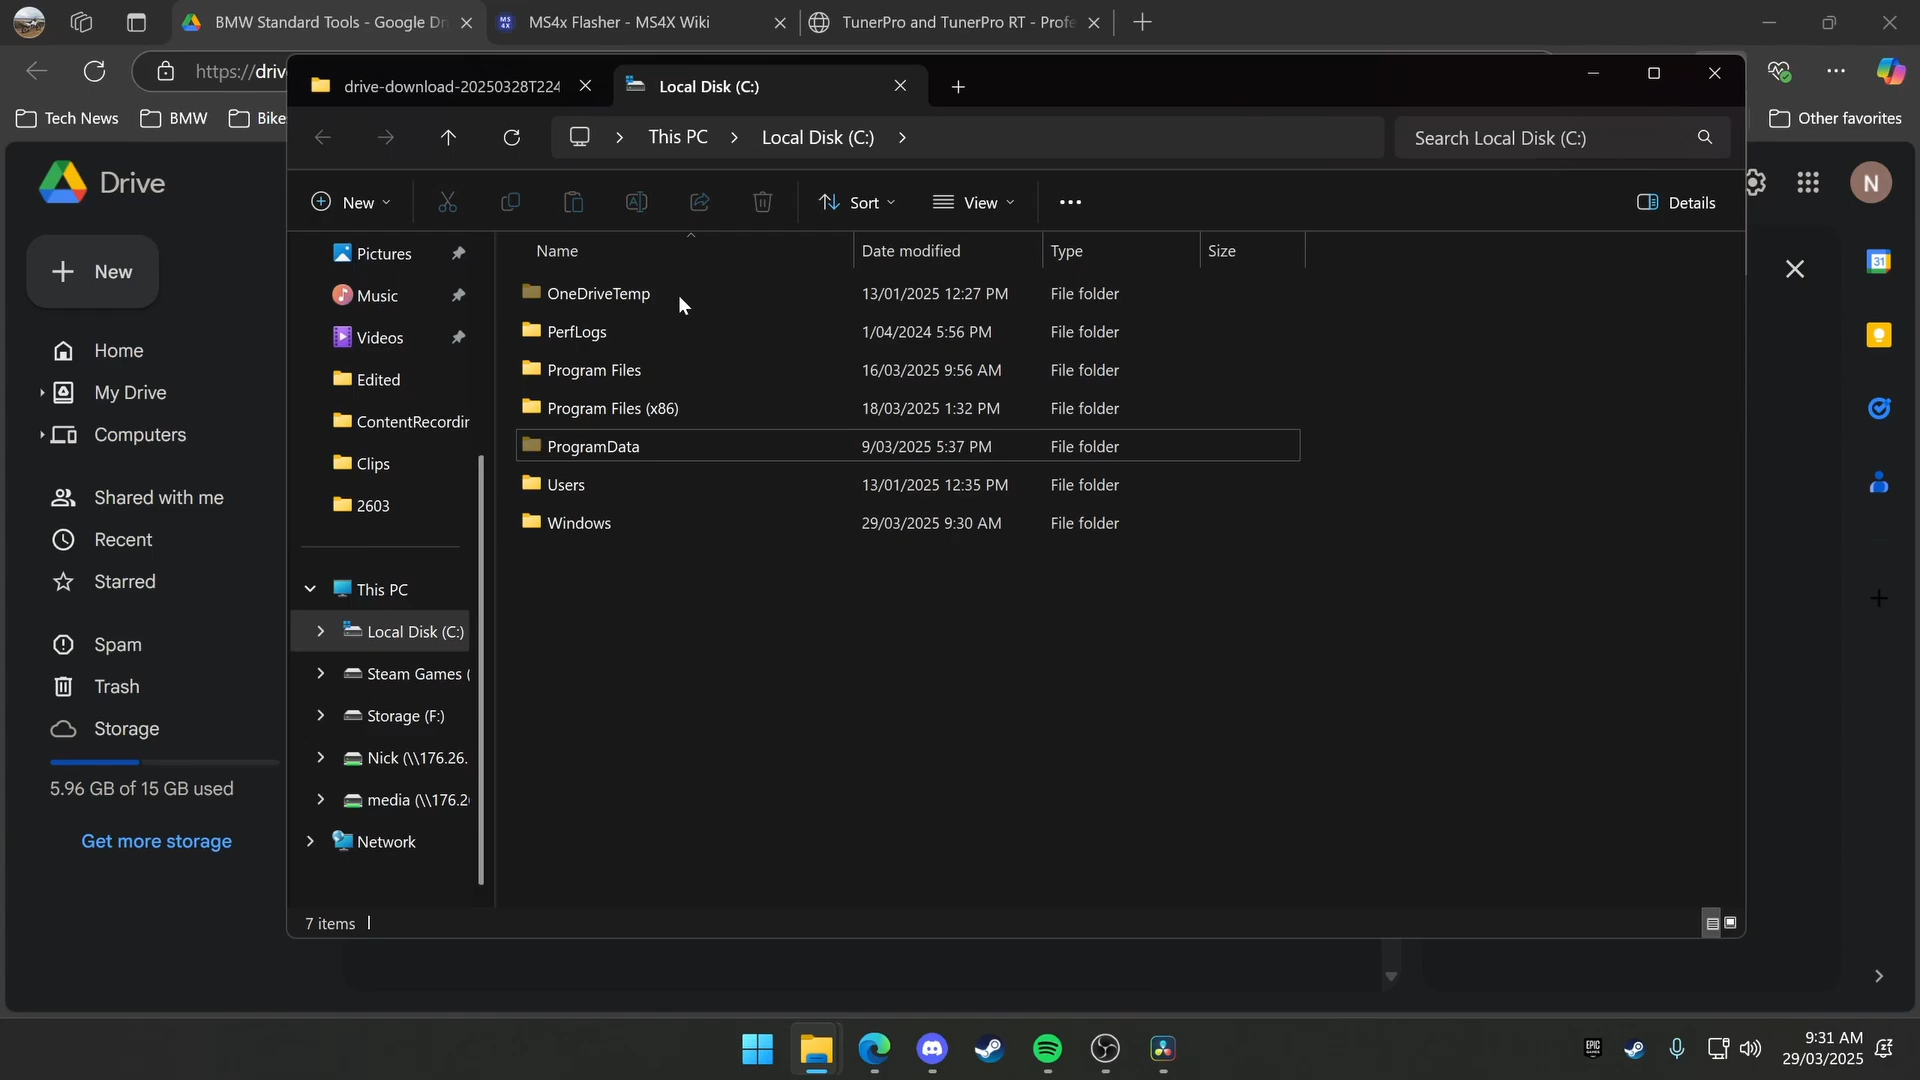 BMW Standard Tools - Google Dr
MS4X
MS4x Flasher - MS4X Wiki
TunerPro and TunerPro RT - Profe
https://driv
Tech News
BMW
Bike
Other favorites
drive-download-20250328T224
Local Disk (C:)
This PC
Local Disk (C:)
Search Local Disk (C:)
New
Sort
View
Details
Drive
N
New
Home
My Drive
Computers
Shared with me
Recent
Starred
Spam
Trash
Storage
5.96 GB of 15 GB used
Get more storage
Pictures
Music
Videos
Edited
ContentRecordin
Clips
2603
This PC
Local Disk (C:)
Steam Games (
Storage (F:)
Nick (\\176.26.
media (\\176.2
Network
Name Date modified Type Size
OneDriveTemp 13/01/2025 12:27 PM File folder
PerfLogs 1/04/2024 5:56 PM File folder
Program Files 16/03/2025 9:56 AM File folder
Program Files (x86) 18/03/2025 1:32 PM File folder
ProgramData 9/03/2025 5:37 PM File folder
Users 13/01/2025 12:35 PM File folder
Windows 29/03/2025 9:30 AM File folder
7 items
31
EPIC
9:31 AM
29/03/2025